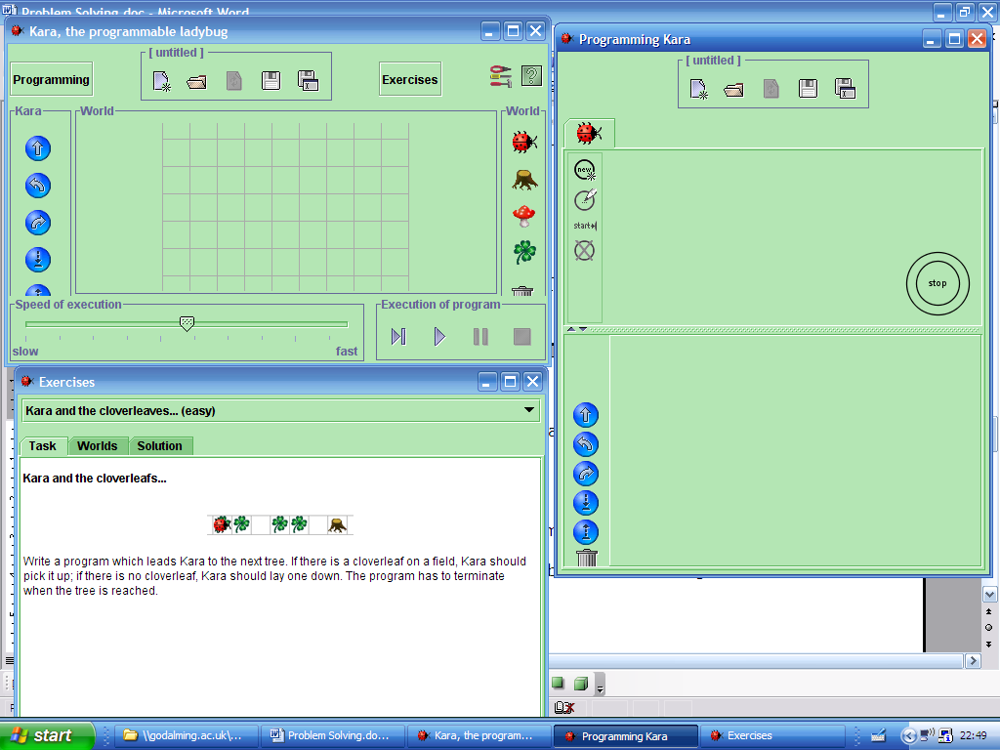 Problem Solving.doc - Microsoft Word
Kara, the programmable ladybug
Programming
[ untitled ]
Exercises
Kara
World
World
Speed of execution
slow
fast
Execution of program
Exercises
Kara and the cloverleaves... (easy)
Task
Worlds
Solution
Kara and the cloverleafs...
Write a program which leads Kara to the next tree. If there is a cloverleaf on a field, Kara should
pick it up; if there is no cloverleaf, Kara should lay one down. The program has to terminate
when the tree is reached.
Programming Kara
[ untitled ]
new
start
stop
start
\\godalming.ac.uk\...
Problem Solving.do...
Kara, the program...
Programming Kara
Exercises
22:49